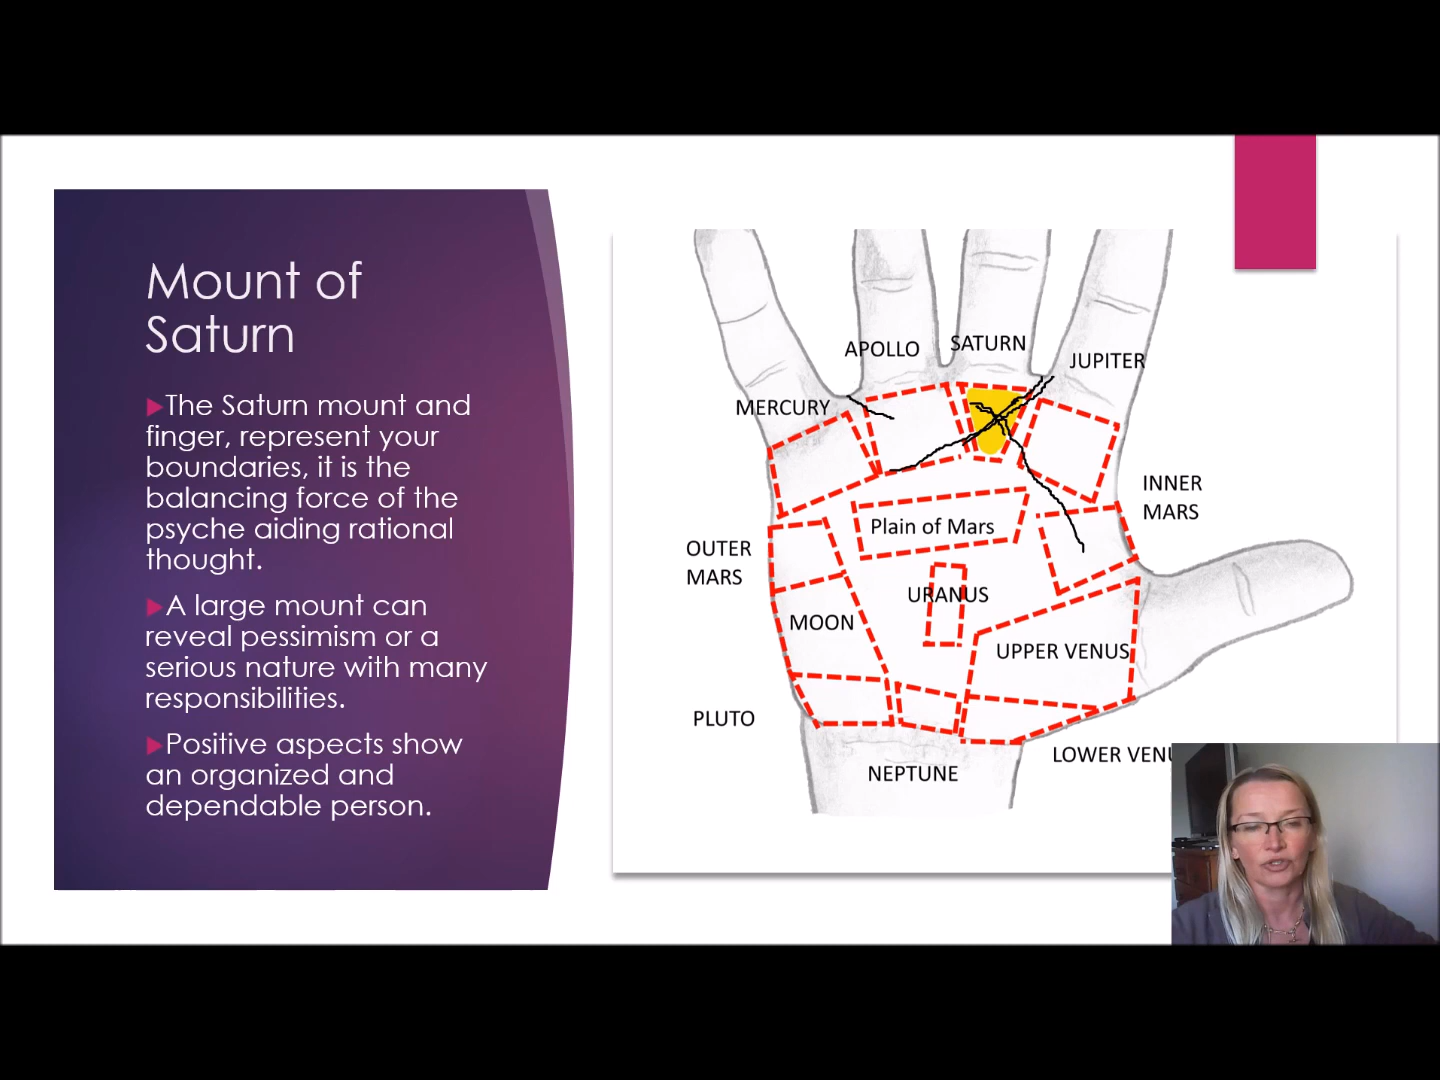 Mount of
Saturn
The Saturn mount and
finger, represent your
boundaries, it is the
balancing force of the
psyche aiding rational
thought.
A large mount can
reveal pessimism or a
serious nature with many
responsibilities.
Positive aspects show
an organized and
dependable person.
APOLLO
SATURN
JUPITER
MERCURY
INNER
MARS
Plain of Mars
OUTER
MARS
URANUS
MOON
UPPER VENUS
PLUTO
LOWER VENU
NEPTUNE